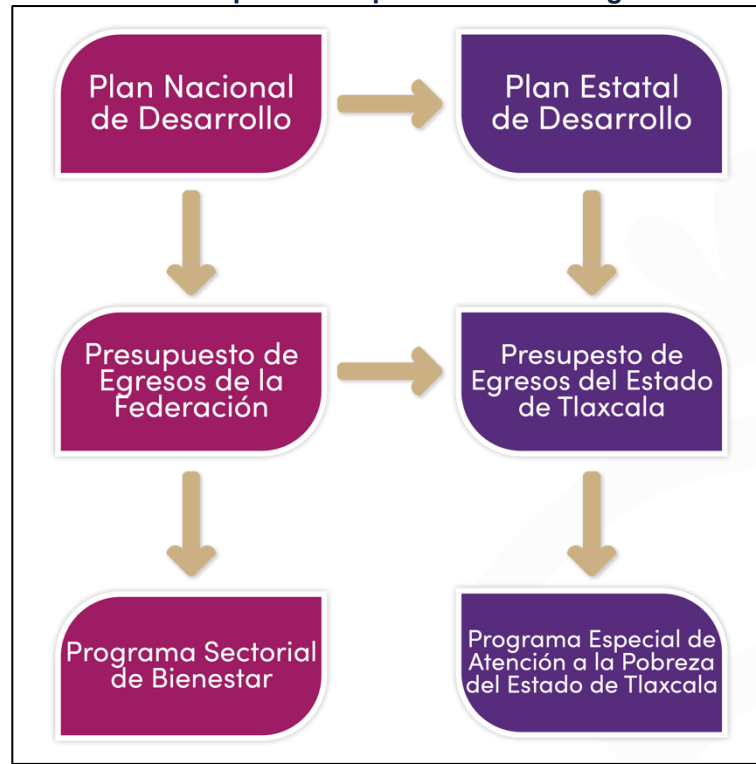 Plan Nacional
de Desarrollo
Plan Estatal
de Desarrollo
Presupuesto de
Egresos de la
Federación
Presupesto de
Egresos del Estado
de Tlaxcala
Programa Sectorial
de Bienestar
Programa Especial de
Atención a la Pobreza
del Estado de Tlaxcala